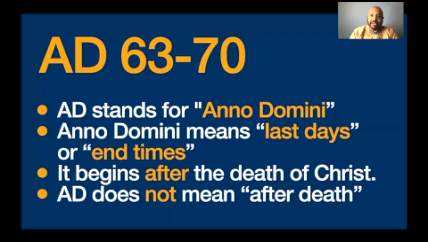 AD 63-70
AD stands for "Anno Domini”
Anno Domini means “last days”
or “end times”
It begins after the death of Christ.
AD does not mean “after death”